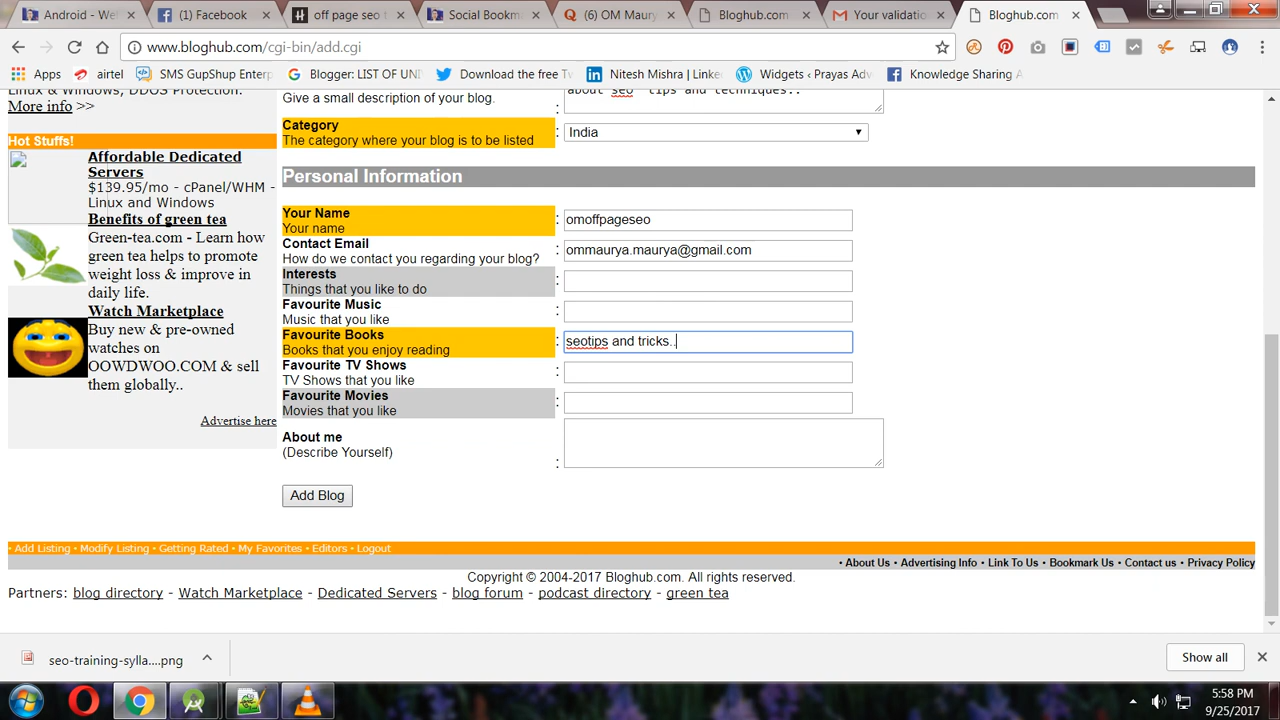 Android - We
(1) Facebook
off page seo
Social Bookm
(6) OM Maury
Bloghub.com
Your validatio
Bloghub.com
www.bloghub.com/cgi-bin/add.cgi
Apps
airtel
SMS GupShup Enterp
Blogger: LIST OF UND
Download the free T
Nitesh Mishra | Link
Widgets ‹ Prayas Adv
Knowledge Sharing A
Linux & Windows, DDOS Protection.
More info >>
Hot Stuffs!
Affordable Dedicated
Servers
$139.95/mo - cPanel/WHM -
Linux and Windows
Benefits of green tea
Green-tea.com - Learn how
green tea helps to promote
weight loss & improve in
daily life.
Watch Marketplace
Buy new & pre-owned
watches on
OOWDWOO.COM & sell
them globally..
Advertise here
about seo tips and techniques..
Give a small description of your blog. :
Category
The category where your blog is to be listed : India
Personal Information
Your Name
Your name : omoffpageseo
Contact Email
How do we contact you regarding your blog? : ommaurya.maurya@gmail.com
Interests
Things that you like to do :
Favourite Music
Music that you like :
Favourite Books
Books that you enjoy reading : seotips and tricks..
Favourite TV Shows
TV Shows that you like :
Favourite Movies
Movies that you like :
About me
(Describe Yourself) :
Add Blog
• Add Listing • Modify Listing • Getting Rated • My Favorites • Editors • Logout
• About Us • Advertising Info • Link To Us • Bookmark Us • Contact us • Privacy Policy
Copyright © 2004-2017 Bloghub.com. All rights reserved.
Partners: blog directory - Watch Marketplace - Dedicated Servers - blog forum - podcast directory - green tea
seo-training-sylla....png
Show all
5:58 PM
9/25/2017